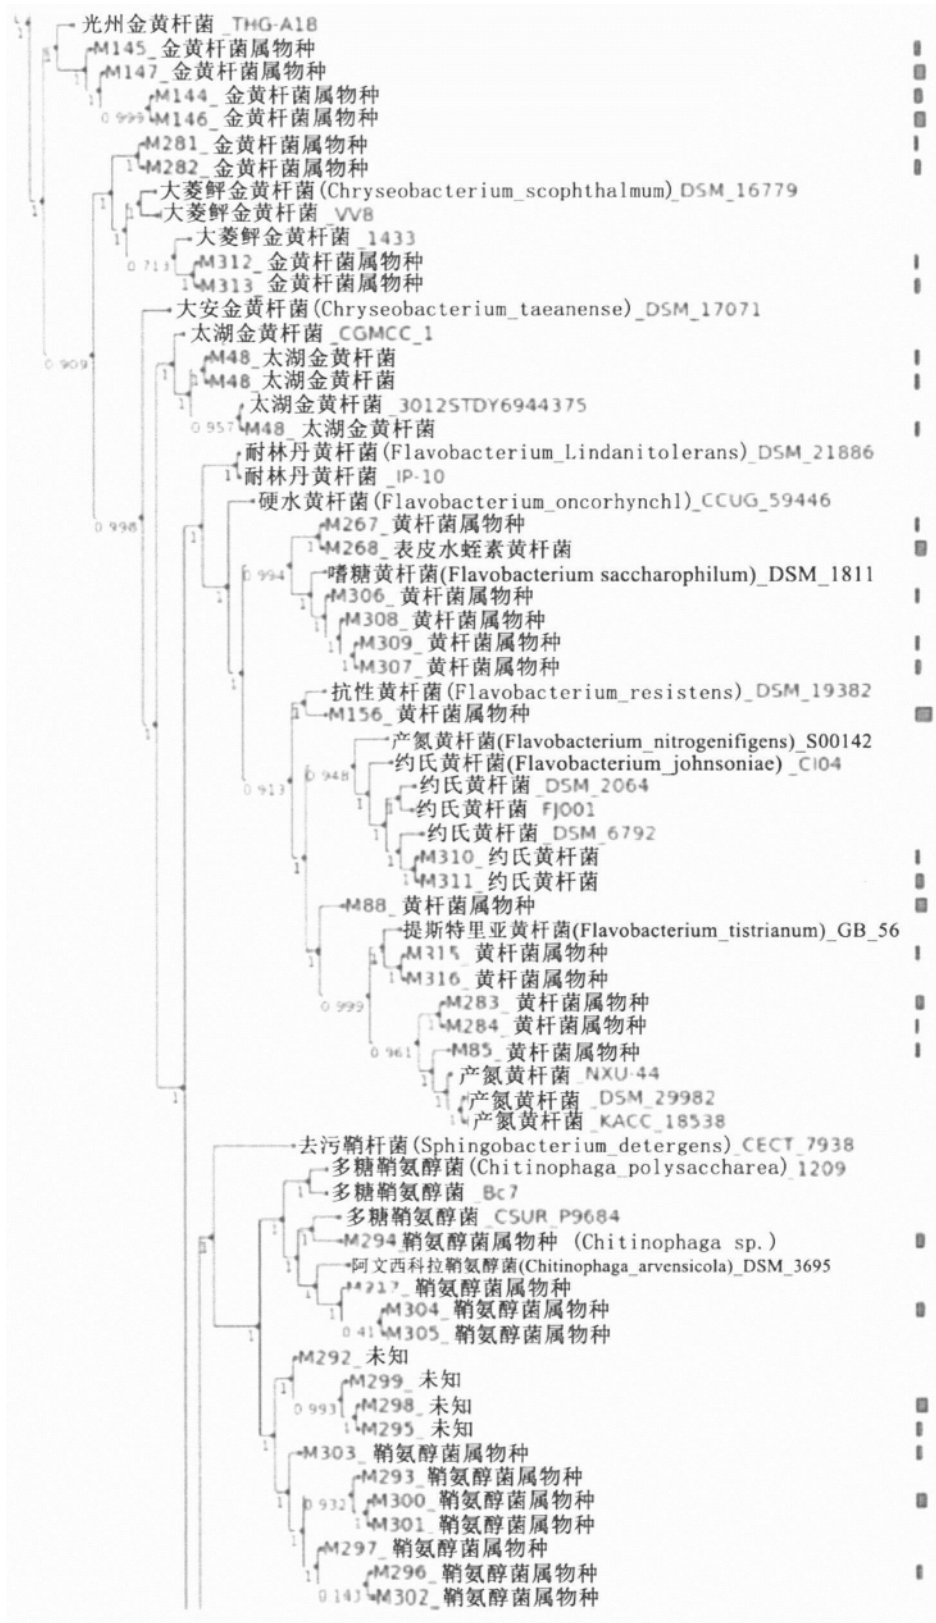 光州金黄杆菌_THG-A18
M145_金黄杆菌属物种
M147_金黄杆菌属物种
M144_金黄杆菌属物种
0.999 M146_金黄杆菌属物种
M281_金黄杆菌属物种
M282_金黄杆菌属物种
大菱鲆金黄杆菌(Chryseobacterium_scophthalmum)_DSM_16779
大菱鲆金黄杆菌_VV8
大菱鲆金黄杆菌_1433
0.713 M312_金黄杆菌属物种
M313_金黄杆菌属物种
大安金黄杆菌(Chryseobacterium_taeanense)_DSM_17071
太湖金黄杆菌_CGMCC_1
0.909 M48_太湖金黄杆菌
M48_太湖金黄杆菌
太湖金黄杆菌_3012STDY6944375
0.957 M48_太湖金黄杆菌
耐林丹黄杆菌(Flavobacterium_Lindanitolerans)_DSM_21886
耐林丹黄杆菌_IP-10
硬水黄杆菌(Flavobacterium_oncorhynchl)_CCUG_59446
0.998 M267_黄杆菌属物种
M268_表皮水蛭素黄杆菌
0.994 嗜糖黄杆菌(Flavobacterium saccharophilum)_DSM_1811
M306_黄杆菌属物种
M308_黄杆菌属物种
M309_黄杆菌属物种
M307_黄杆菌属物种
抗性黄杆菌(Flavobacterium_resistens)_DSM_19382
M156_黄杆菌属物种
产氮黄杆菌(Flavobacterium_nitrogenifigens)_S00142
0.948 约氏黄杆菌(Flavobacterium_johnsoniae)_CI04
0.913 约氏黄杆菌_DSM_2064
约氏黄杆菌 FJ001
约氏黄杆菌_DSM_6792
M310_约氏黄杆菌
M311_约氏黄杆菌
M88_黄杆菌属物种
提斯特里亚黄杆菌(Flavobacterium_tistrianum)_GB_56
M315_黄杆菌属物种
M316_黄杆菌属物种
0.999 M283_黄杆菌属物种
M284_黄杆菌属物种
0.961 M85_黄杆菌属物种
产氮黄杆菌_NXU-44
产氮黄杆菌_DSM_29982
产氮黄杆菌_KACC_18538
去污鞘杆菌(Sphingobacterium_detergens)_CECT_7938
多糖鞘氨醇菌(Chitinophaga_polysaccharea)_1209
多糖鞘氨醇菌_Bc7
多糖鞘氨醇菌_CSUR_P9684
M294_鞘氨醇菌属物种 (Chitinophaga sp.)
阿文西科拉鞘氨醇菌(Chitinophaga_arvensicola)_DSM_3695
M217_鞘氨醇菌属物种
M304_鞘氨醇菌属物种
0.41 M305_鞘氨醇菌属物种
M292_未知
M299_未知
0.993 M298_未知
M295_未知
M303_鞘氨醇菌属物种
M293_鞘氨醇菌属物种
0.932 M300_鞘氨醇菌属物种
M301_鞘氨醇菌属物种
M297_鞘氨醇菌属物种
M296_鞘氨醇菌属物种
0.143 M302_鞘氨醇菌属物种